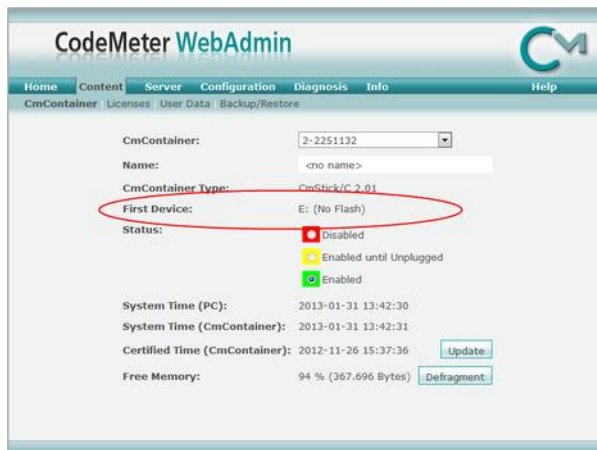 CodeMeter WebAdmin
CM
Home Content Server Configuration Diagnosis Info Help
CmContainer Licenses User Data Backup/Restore
CmContainer: 2-2251132
Name: <no name>
CmContainer Type: CmStick/C 2.01
First Device: E: (No Flash)
Status:
Disabled
Enabled until Unplugged
Enabled
System Time (PC): 2013-01-31 13:42:30
System Time (CmContainer): 2013-01-31 13:42:31
Certified Time (CmContainer): 2012-11-26 15:37:36 Update
Free Memory: 94 % (367.696 Bytes) Defragment